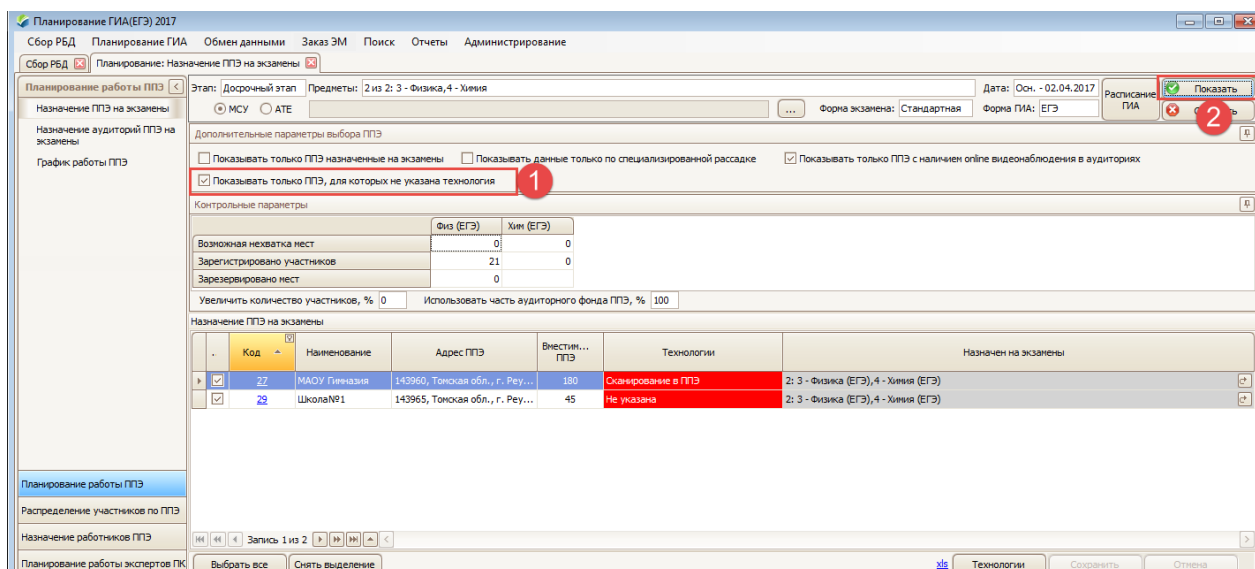 Планирование ГИА(ЕГЭ) 2017
Сбор РБД Планирование ГИА Обмен данными Заказ ЭМ Поиск Отчеты Администрирование
Сбор РБД Планирование: Назначение ППЭ на экзамены
Планирование работы ППЭ
Назначение ППЭ на экзамены
Назначение аудиторий ППЭ на экзамены
График работы ППЭ
Этап: Досрочный этап Предметы: 2 из 2: 3 - Физика,4 - Химия Дата: Осн. - 02.04.2017
МСУ АТЕ ... Форма экзамена: Стандартная Форма ГИА: ЕГЭ
Расписание ГИА
Показать
2
Дополнительные параметры выбора ППЭ
Показывать только ППЭ назначенные на экзамены Показывать данные только по специализированной рассадке Показывать только ППЭ с наличием online видеонаблюдения в аудиториях
Показывать только ППЭ, для которых не указана технология
1
Контрольные параметры
Физ (ЕГЭ) Хим (ЕГЭ)
Возможная нехватка мест 0 0
Зарегистрировано участников 21 0
Зарезервировано мест 0
Увеличить количество участников, % 0 Использовать часть аудиторного фонда ППЭ, % 100
Назначение ППЭ на экзамены
. Код Наименование Адрес ППЭ Вместим... ППЭ Технологии Назначен на экзамены
27 МАОУ Гимназия 143960, Томская обл., г. Реу... 180 Сканирование в ППЭ 2: 3 - Физика (ЕГЭ),4 - Химия (ЕГЭ)
29 Школа№1 143965, Томская обл., г. Реу... 45 Не указана 2: 3 - Физика (ЕГЭ),4 - Химия (ЕГЭ)
Планирование работы ППЭ
Распределение участников по ППЭ
Назначение работников ППЭ
Планирование работы экспертов ПК
Запись 1 из 2
Выбрать все Снять выделение xls Технологии Сохранить Отмена